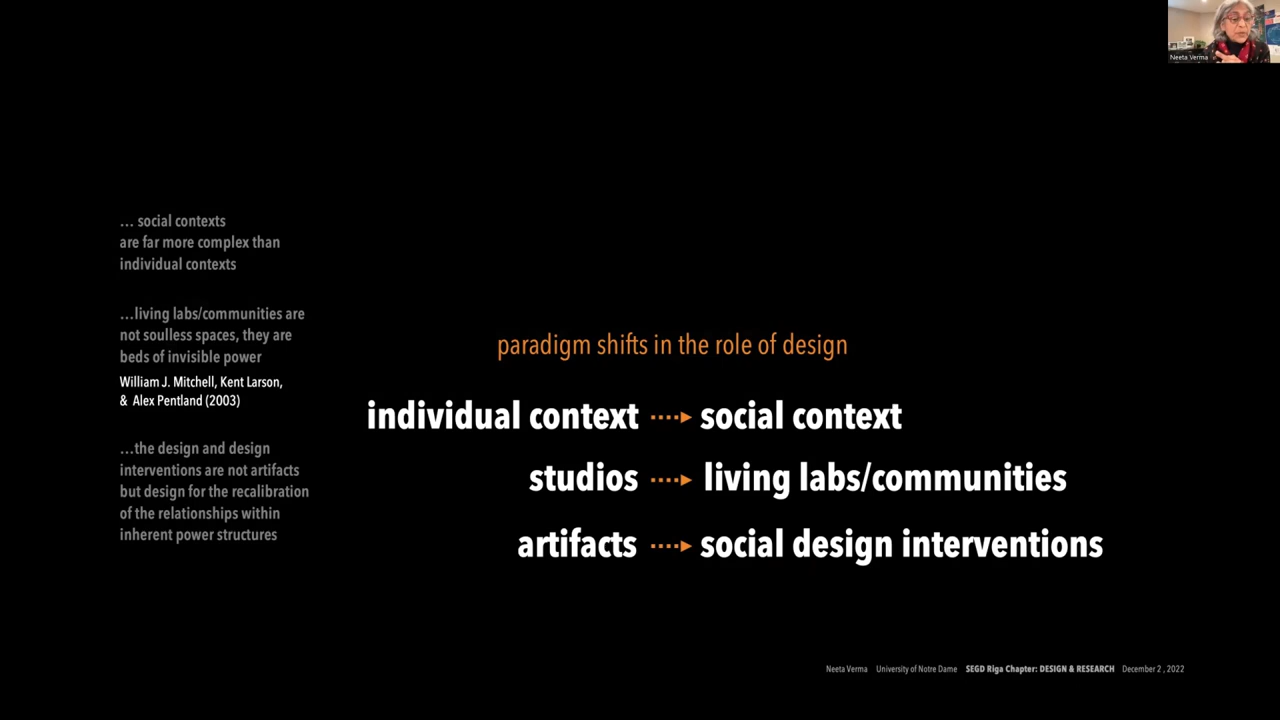 Neeta Verma
… social contexts
are far more complex than
individual contexts
…living labs/communities are
not soulless spaces, they are
beds of invisible power
William J. Mitchell, Kent Larson,
& Alex Pentland (2003)
…the design and design
interventions are not artifacts
but design for the recalibration
of the relationships within
inherent power structures
paradigm shifts in the role of design
individual context social context
studios living labs/communities
artifacts social design interventions
Neeta Verma University of Notre Dame SEGD Riga Chapter: DESIGN & RESEARCH December 2 , 2022